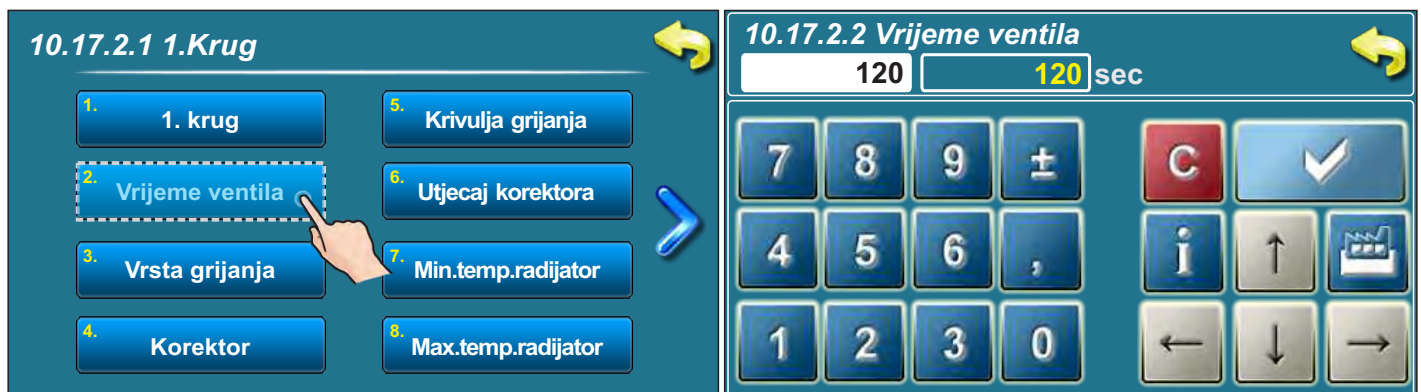 10.17.2.1 1.Krug
1. 1. krug
2. Vrijeme ventila
3. Vrsta grijanja
4. Korektor
5. Krivulja grijanja
6. Utjecaj korektora
7. Min.temp.radijator
8. Max.temp.radijator
10.17.2.2 Vrijeme ventila
120 120 sec
7 8 9 ± C
4 5 6 , i ↑
1 2 3 0 ← ↓ →